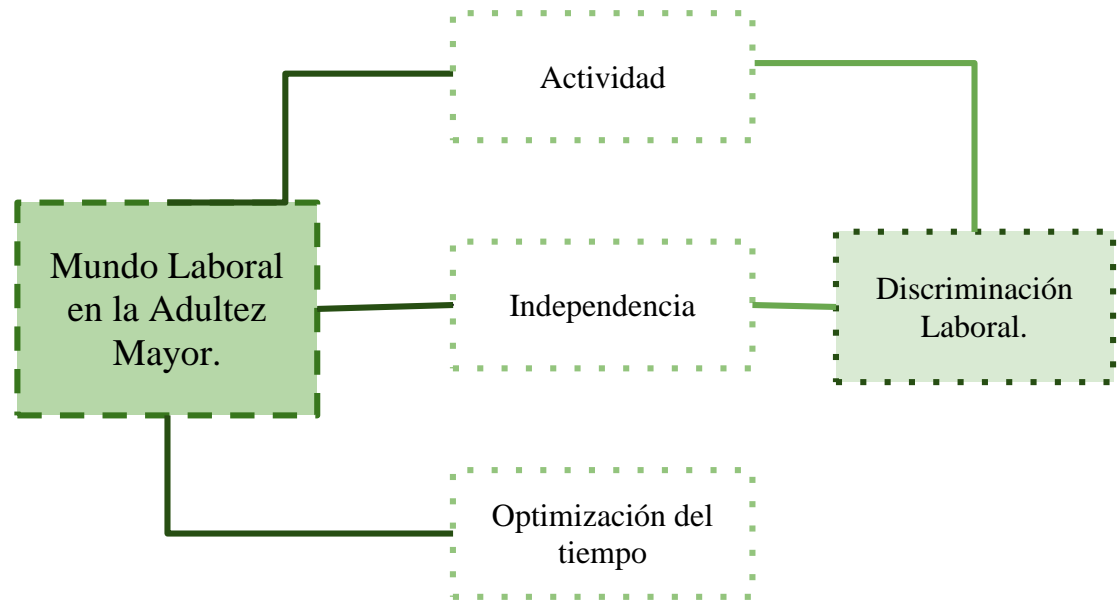 Actividad
Mundo Laboral
en la Adultez
Mayor.
Independencia
Discriminación
Laboral.
Optimización del
tiempo